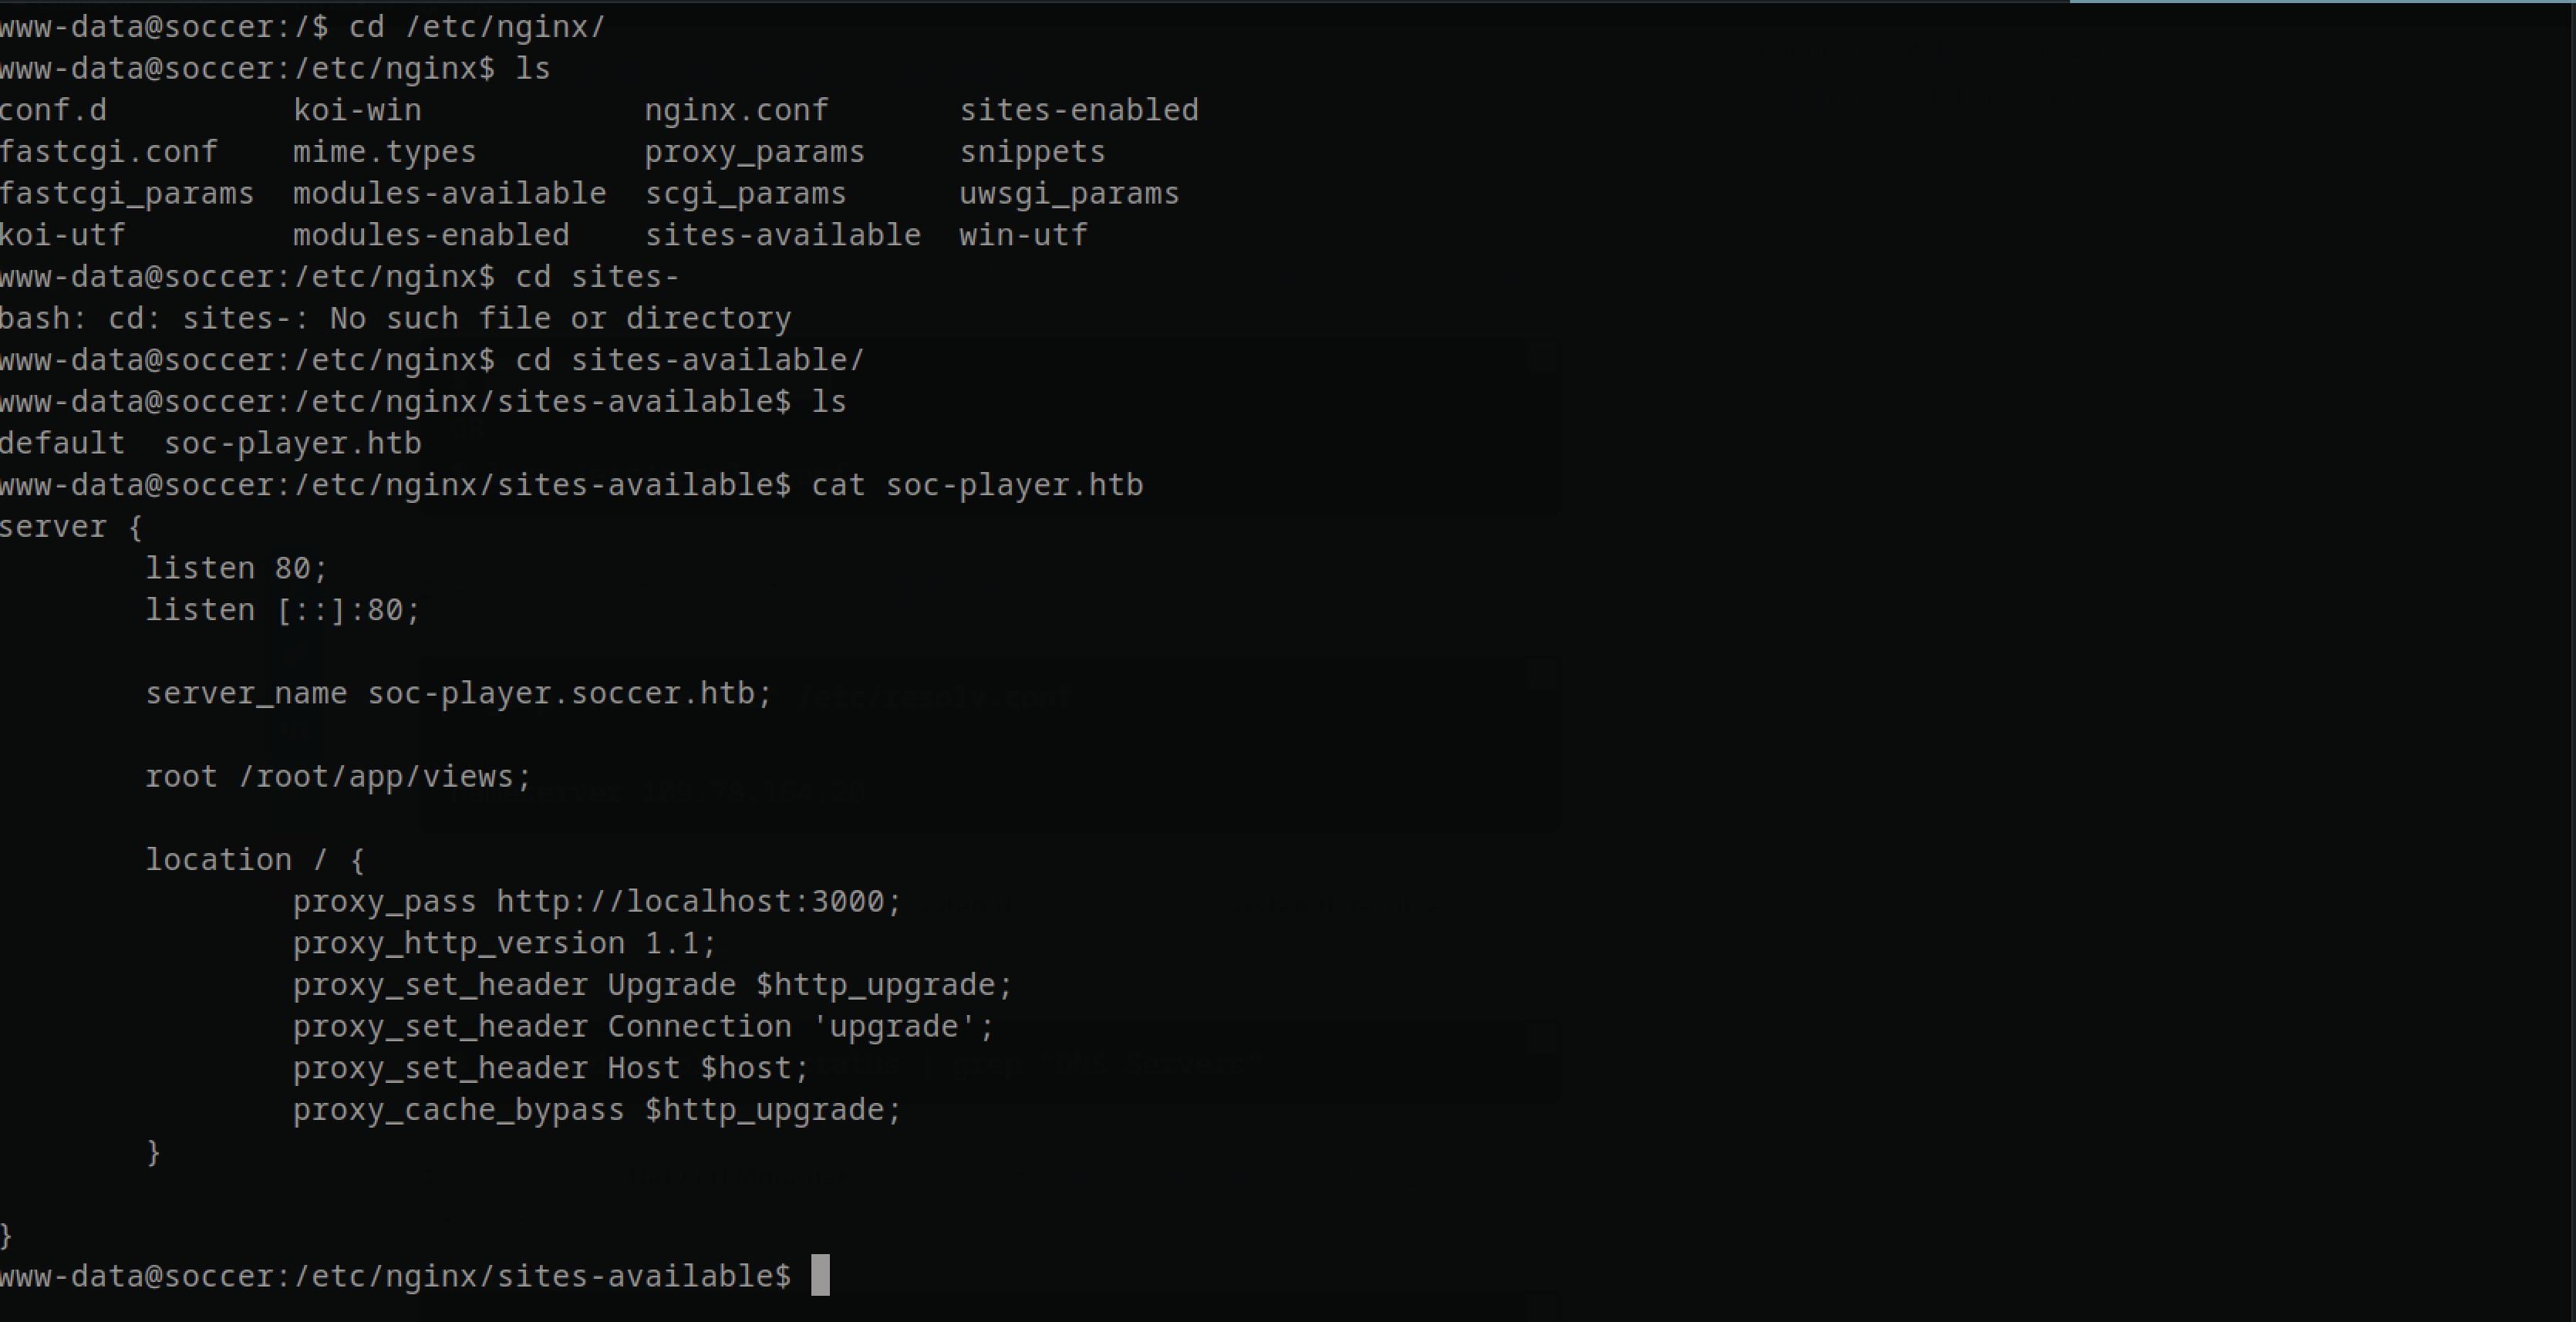 www-data@soccer:/$ cd /etc/nginx/
www-data@soccer:/etc/nginx$ ls
conf.d          koi-win            nginx.conf       sites-enabled
fastcgi.conf    mime.types         proxy_params     snippets
fastcgi_params  modules-available  scgi_params      uwsgi_params
koi-utf         modules-enabled    sites-available  win-utf
www-data@soccer:/etc/nginx$ cd sites-
bash: cd: sites-: No such file or directory
www-data@soccer:/etc/nginx$ cd sites-available/
www-data@soccer:/etc/nginx/sites-available$ ls
default  soc-player.htb
www-data@soccer:/etc/nginx/sites-available$ cat soc-player.htb
server {
        listen 80;
        listen [::]:80;

        server_name soc-player.soccer.htb;

        root /root/app/views;

        location / {
                proxy_pass http://localhost:3000;
                proxy_http_version 1.1;
                proxy_set_header Upgrade $http_upgrade;
                proxy_set_header Connection 'upgrade';
                proxy_set_header Host $host;
                proxy_cache_bypass $http_upgrade;
        }

}
www-data@soccer:/etc/nginx/sites-available$